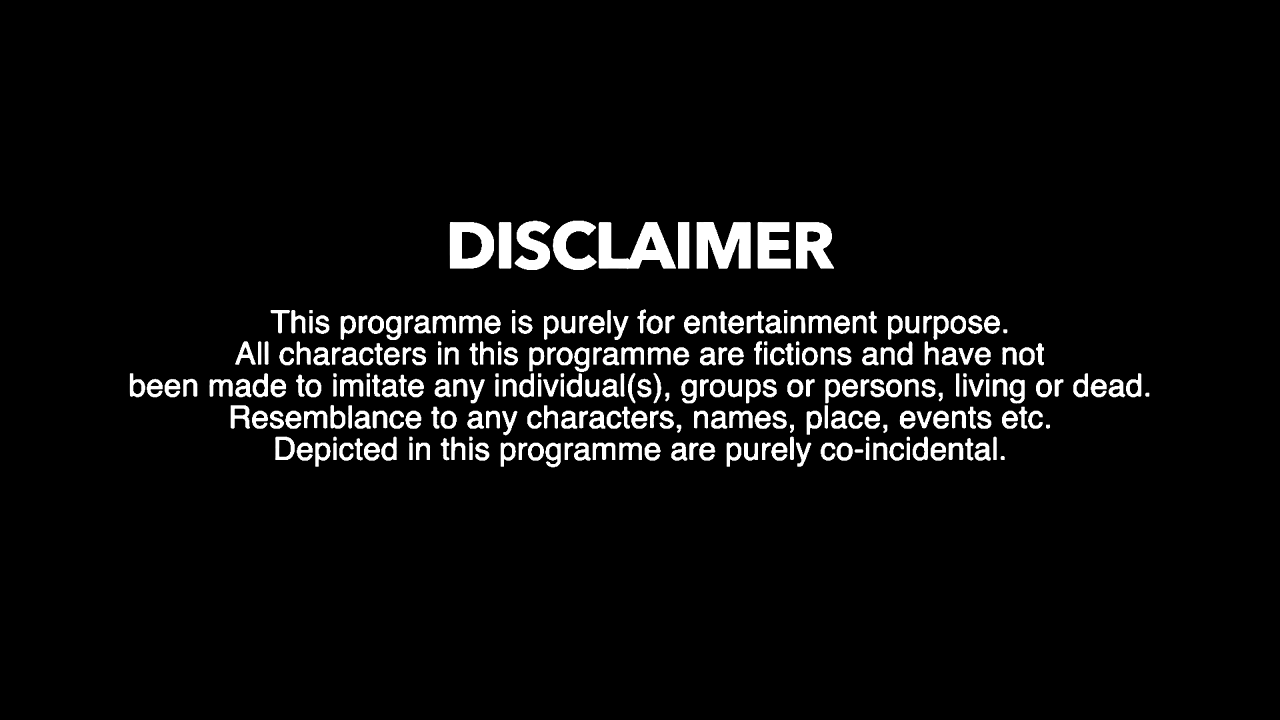 DISCLAIMER
This programme is purely for entertainment purpose.
All characters in this programme are fictions and have not
been made to imitate any individual(s), groups or persons, living or dead.
Resemblance to any characters, names, place, events etc.
Depicted in this programme are purely co-incidental.